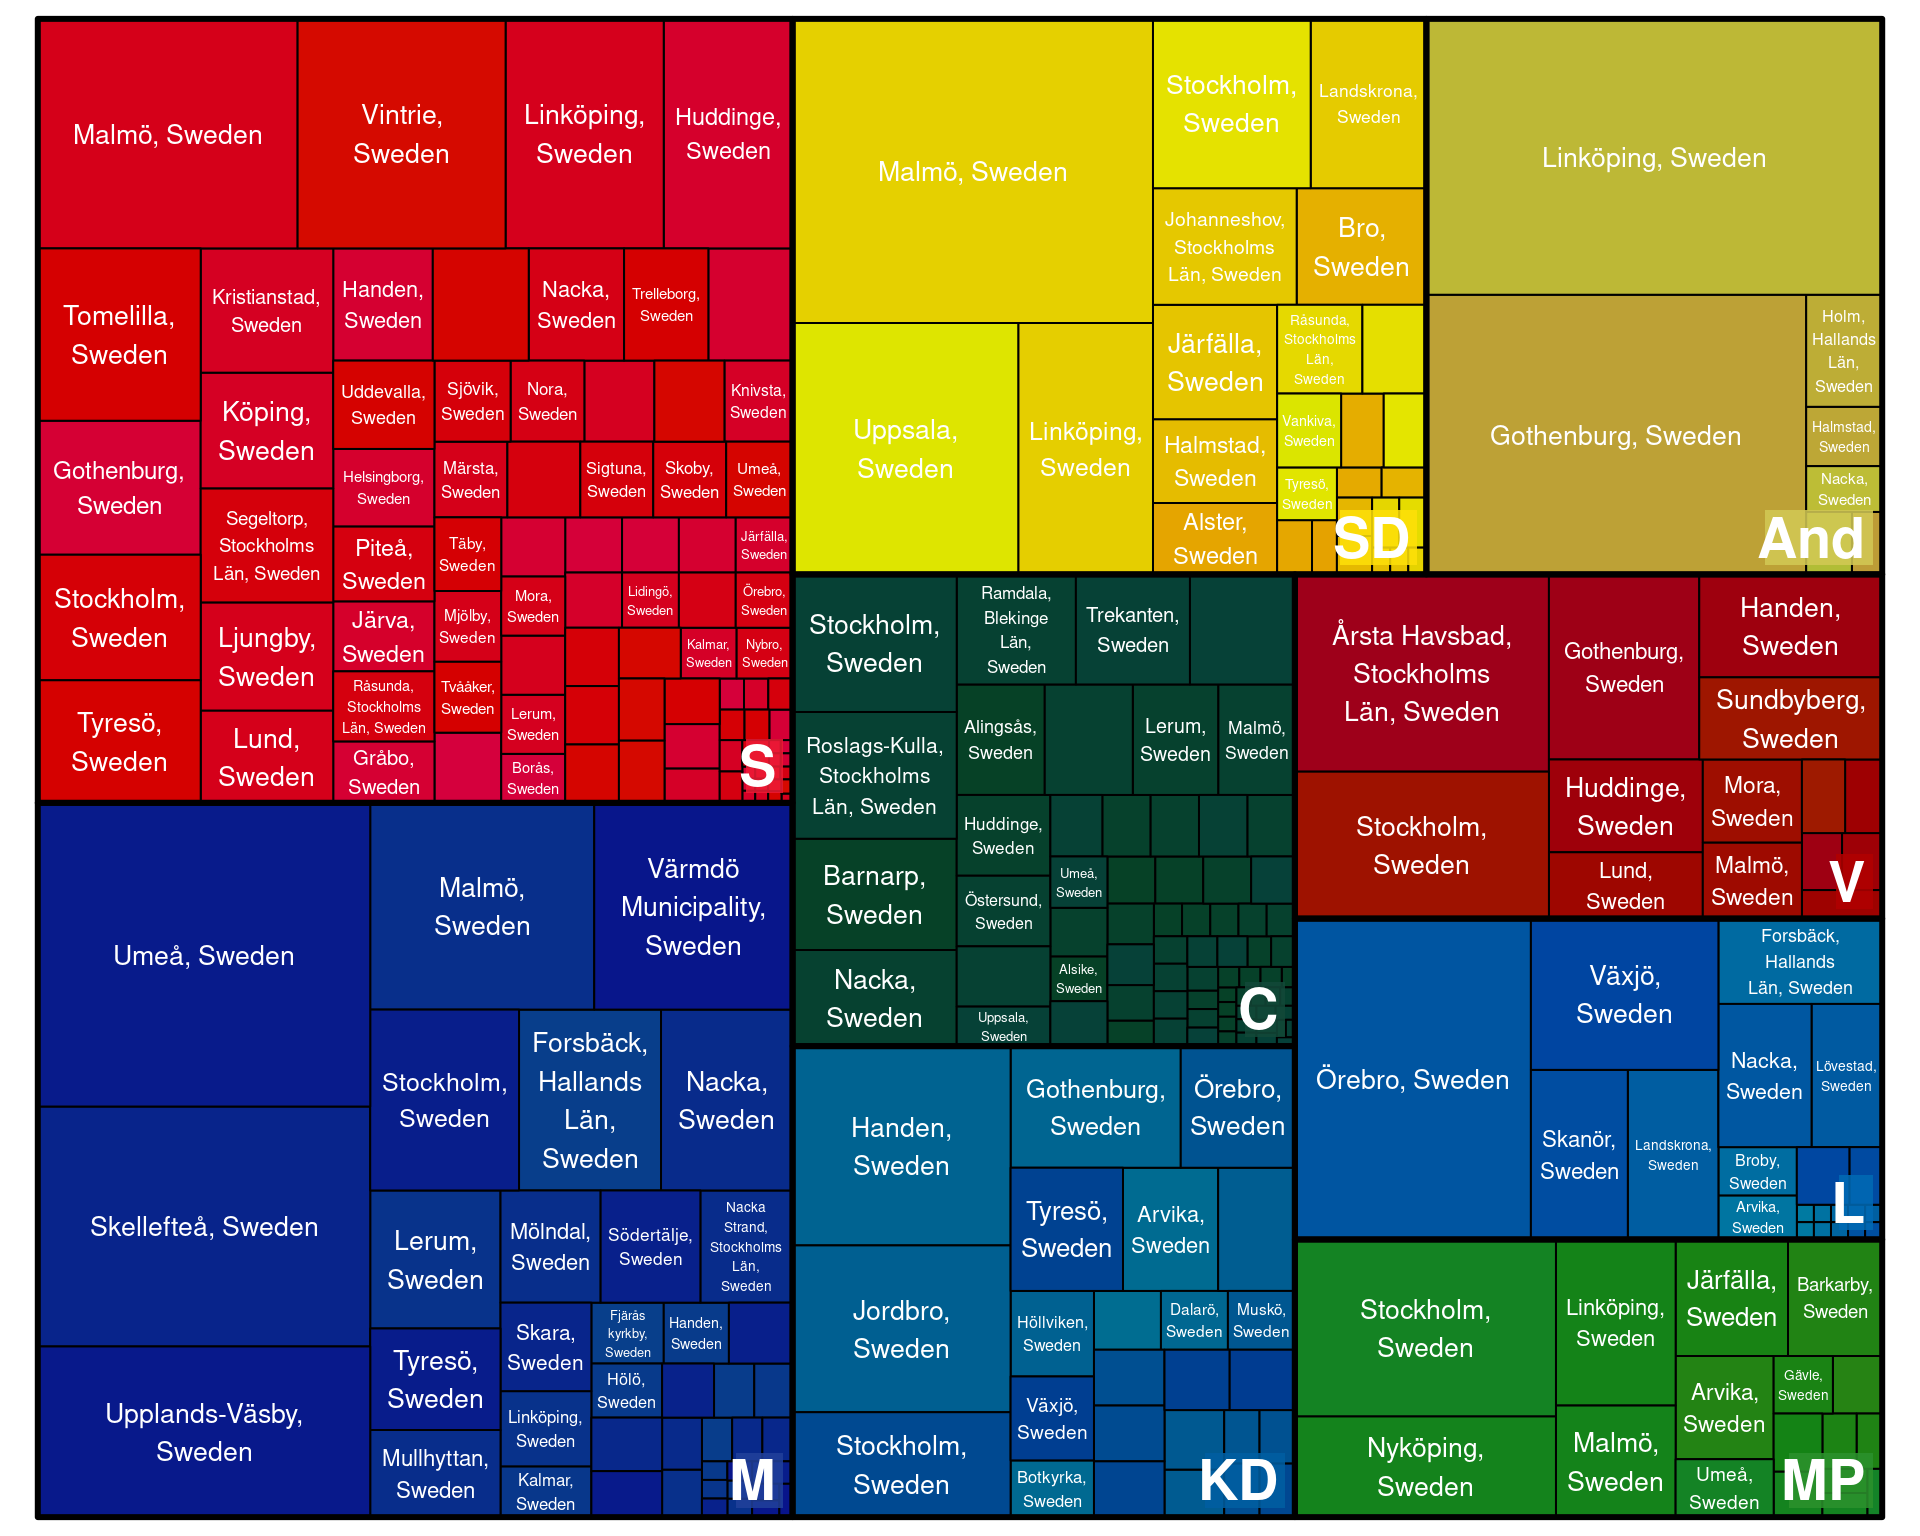 Malmö, Sweden
Vintrie,
Sweden
Linköping,
Sweden
Huddinge,
Sweden
Tomelilla,
Sweden
Kristianstad,
Sweden
Handen,
Sweden
Nacka,
Sweden
Trelleborg,
Sweden
Köping,
Sweden
Uddevalla,
Sweden
Sjövik,
Sweden
Nora,
Sweden
Knivsta,
Sweden
Gothenburg,
Sweden
Helsingborg,
Sweden
Märsta,
Sweden
Sigtuna,
Sweden
Skoby,
Sweden
Umeå,
Sweden
Segeltorp,
Stockholms
Län, Sweden
Piteå,
Sweden
Täby,
Sweden
Järfälla,
Sweden
Stockholm,
Sweden
Mora,
Sweden
Lidingö,
Sweden
Örebro,
Sweden
Ljungby,
Sweden
Järva,
Sweden
Mjölby,
Sweden
Kalmar,
Sweden
Nybro,
Sweden
Tyresö,
Sweden
Råsunda,
Stockholms
Län, Sweden
Tvååker,
Sweden
Lund,
Sweden
Lerum,
Sweden
Gråbo,
Sweden
Borås,
Sweden
S
Malmö, Sweden
Stockholm,
Sweden
Landskrona,
Sweden
Johanneshov,
Stockholms
Län, Sweden
Bro,
Sweden
Uppsala,
Sweden
Linköping,
Sweden
Järfälla,
Sweden
Råsunda,
Stockholms
Län,
Sweden
Halmstad,
Sweden
Vankiva,
Sweden
Tyresö,
Sweden
Alster,
Sweden
SD
Linköping, Sweden
Gothenburg, Sweden
Holm,
Hallands
Län,
Sweden
Halmstad,
Sweden
Nacka,
Sweden
And
Umeå, Sweden
Malmö,
Sweden
Värmdö
Municipality,
Sweden
Skellefteå, Sweden
Stockholm,
Sweden
Forsbäck,
Hallands
Län,
Sweden
Nacka,
Sweden
Upplands-Väsby,
Sweden
Lerum,
Sweden
Mölndal,
Sweden
Södertälje,
Sweden
Nacka
Strand,
Stockholms
Län,
Sweden
Tyresö,
Sweden
Skara,
Sweden
Fjärås
kyrkby,
Sweden
Handen,
Sweden
Hölö,
Sweden
Mullhyttan,
Sweden
Linköping,
Sweden
Kalmar,
Sweden
M
Stockholm,
Sweden
Ramdala,
Blekinge
Län,
Sweden
Trekanten,
Sweden
Roslags-Kulla,
Stockholms
Län, Sweden
Alingsås,
Sweden
Lerum,
Sweden
Malmö,
Sweden
Barnarp,
Sweden
Huddinge,
Sweden
Umeå,
Sweden
Östersund,
Sweden
Nacka,
Sweden
Alsike,
Sweden
Uppsala,
Sweden
C
Handen,
Sweden
Gothenburg,
Sweden
Örebro,
Sweden
Tyresö,
Sweden
Arvika,
Sweden
Jordbro,
Sweden
Höllviken,
Sweden
Dalarö,
Sweden
Muskö,
Sweden
Växjö,
Sweden
Stockholm,
Sweden
Botkyrka,
Sweden
KD
Årsta Havsbad,
Stockholms
Län, Sweden
Gothenburg,
Sweden
Handen,
Sweden
Sundbyberg,
Sweden
Stockholm,
Sweden
Huddinge,
Sweden
Mora,
Sweden
Lund,
Sweden
Malmö,
Sweden
V
Örebro, Sweden
Växjö,
Sweden
Forsbäck,
Hallands
Län, Sweden
Nacka,
Sweden
Lövestad,
Sweden
Skanör,
Sweden
Landskrona,
Sweden
Broby,
Sweden
Arvika,
Sweden
L
Stockholm,
Sweden
Linköping,
Sweden
Järfälla,
Sweden
Barkarby,
Sweden
Nyköping,
Sweden
Malmö,
Sweden
Arvika,
Sweden
Gävle,
Sweden
Umeå,
Sweden
MP